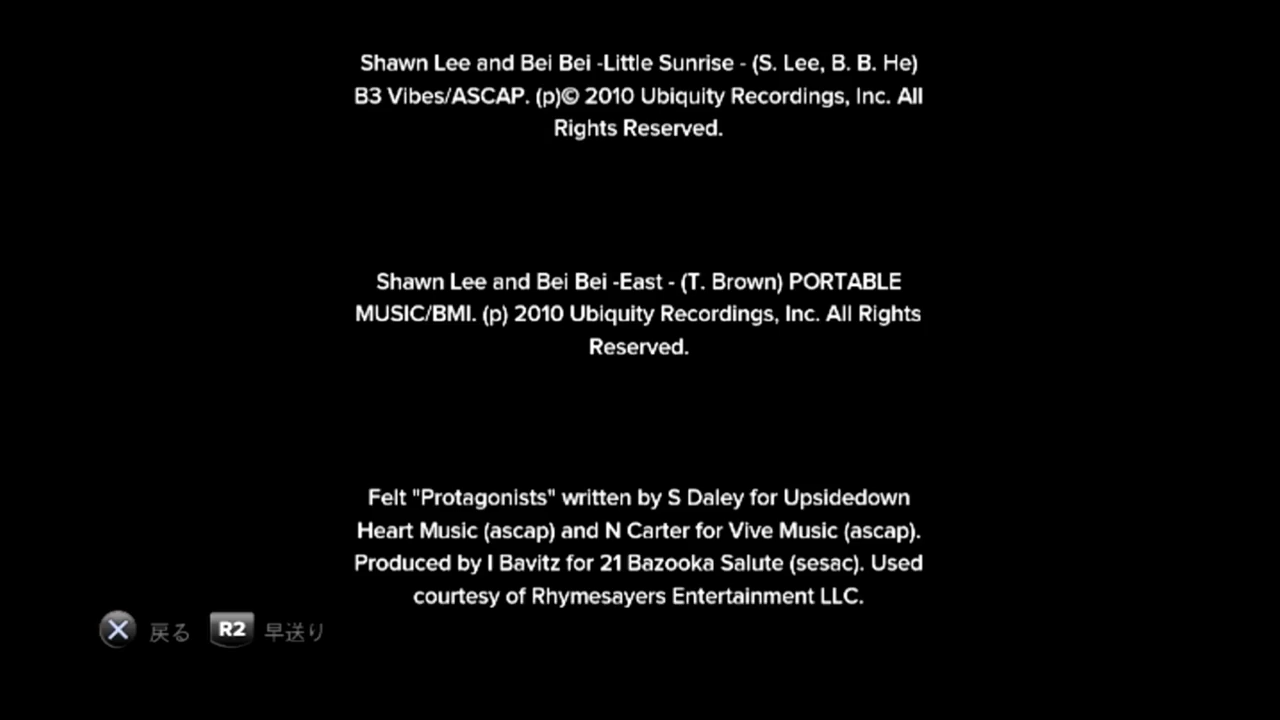 Shawn Lee and Bei Bei -Little Sunrise - (S. Lee, B. B. He)
B3 Vibes/ASCAP. (p)© 2010 Ubiquity Recordings, Inc. All
Rights Reserved.
Shawn Lee and Bei Bei -East - (T. Brown) PORTABLE
MUSIC/BMI. (p) 2010 Ubiquity Recordings, Inc. All Rights
Reserved.
Felt "Protagonists" written by S Daley for Upsidedown
Heart Music (ascap) and N Carter for Vive Music (ascap).
Produced by I Bavitz for 21 Bazooka Salute (sesac). Used
courtesy of Rhymesayers Entertainment LLC.
戻る R2 早送り